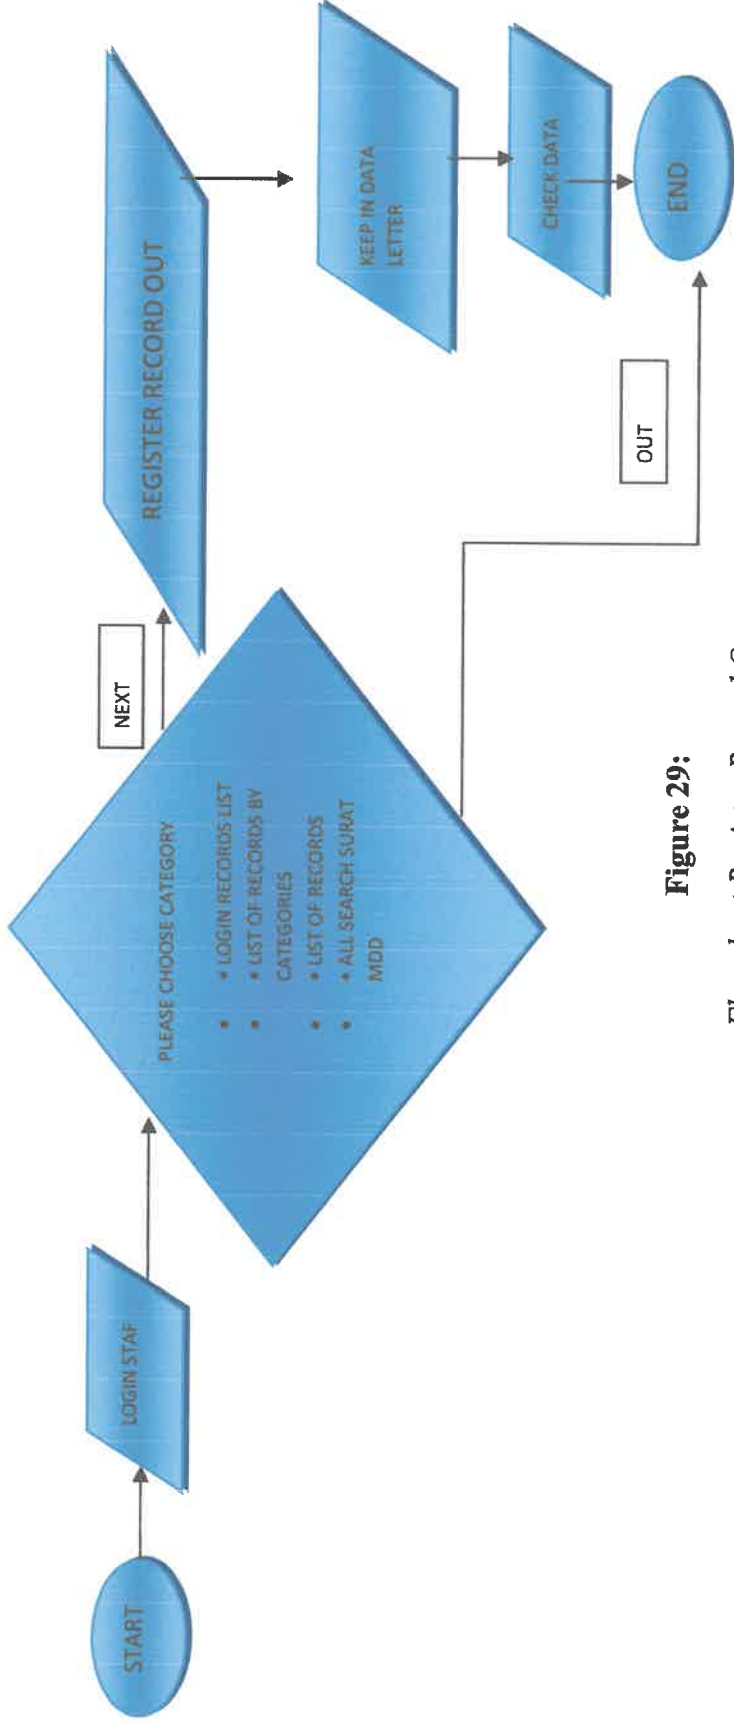 START
LOGIN STAF
PLEASE CHOOSE CATEGORY
• • LOGIN RECORDS LIST
• • LIST OF RECORDS BY
CATEGORIES
• • LIST OF RECORDS
• • ALL SEARCH SURAT
MDD
NEXT
REGISTER RECORD OUT
KEEP IN DATA
LETTER
CHECK DATA
END
OUT
Figure 29: